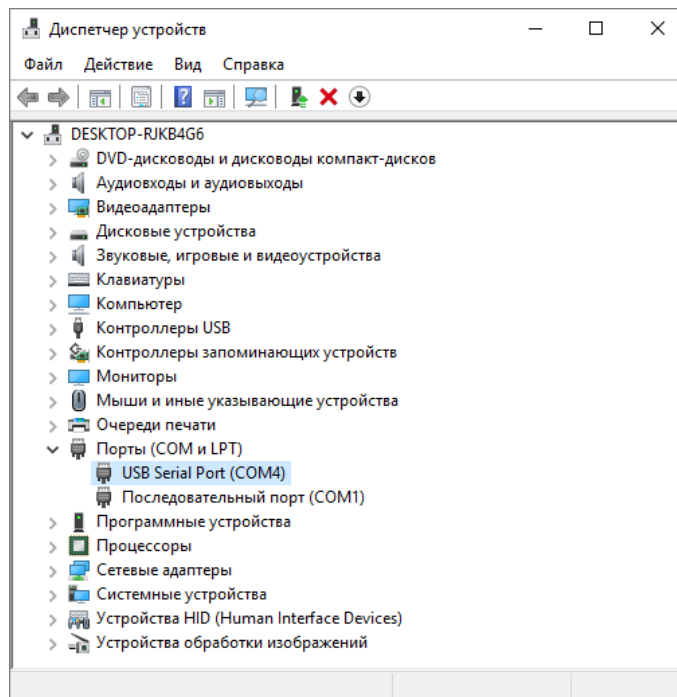 Диспетчер устройств
Файл Действие Вид Справка
DESKTOP-RJKB4G6
DVD-дисководы и дисководы компакт-дисков
Аудиовходы и аудиовыходы
Видеоадаптеры
Дисковые устройства
Звуковые, игровые и видеоустройства
Клавиатуры
Компьютер
Контроллеры USB
Контроллеры запоминающих устройств
Мониторы
Мыши и иные указывающие устройства
Очереди печати
Порты (COM и LPT)
USB Serial Port (COM4)
Последовательный порт (COM1)
Программные устройства
Процессоры
Сетевые адаптеры
Системные устройства
Устройства HID (Human Interface Devices)
Устройства обработки изображений